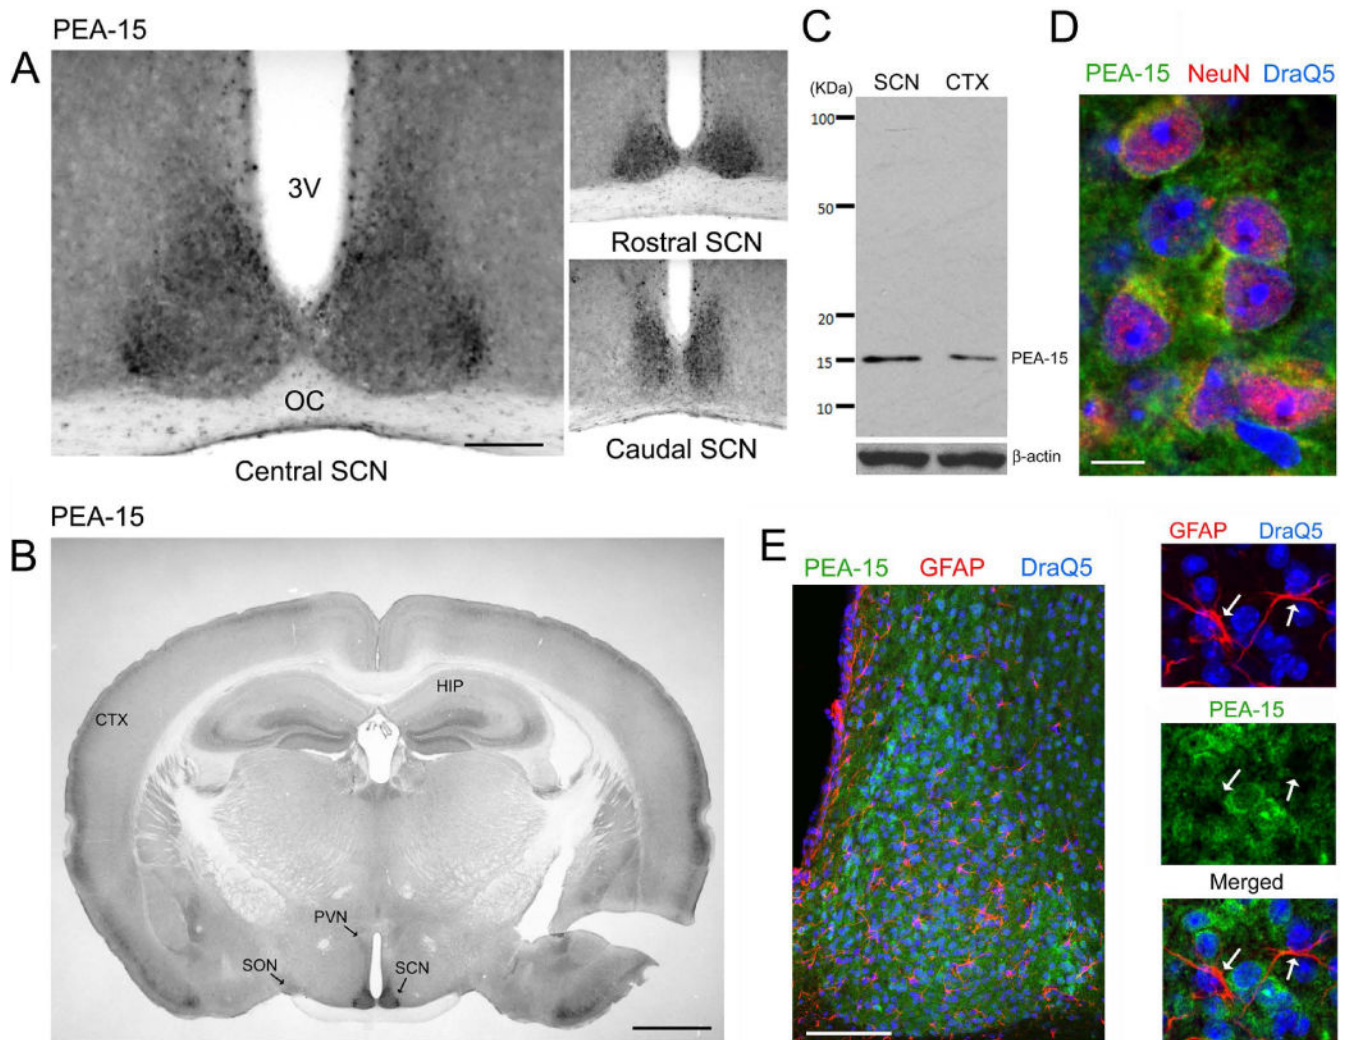 PEA-15
A
3V
OC
Central SCN
Rostral SCN
Caudal SCN
C
SCN CTX
(KDa)
100
50
20
15
10
PEA-15
β-actin
D
PEA-15 NeuN DraQ5
PEA-15
B
CTX
HIP
PVN
SON
SCN
E
PEA-15 GFAP DraQ5
GFAP DraQ5
PEA-15
Merged